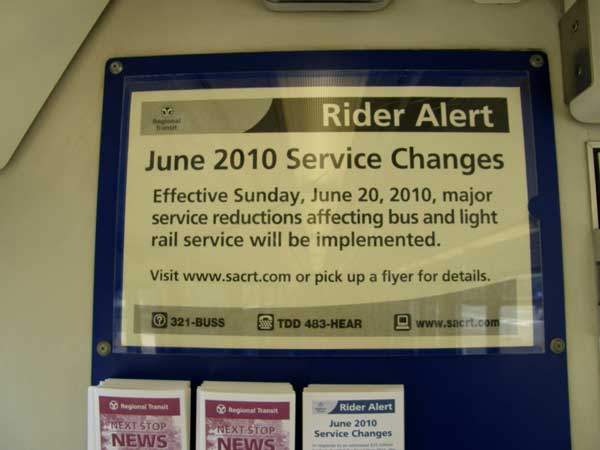 Regional
Transit
Rider Alert
June 2010 Service Changes
Effective Sunday, June 20, 2010, major
service reductions affecting bus and light
rail service will be implemented.
Visit www.sacrt.com or pick up a flyer for details.
321-BUSS
TDD 483-HEAR
www.sacrt.com
Regional Transit
NEXT STOP
NEWS
Regional Transit
NEXT STOP
NEWS
Rider Alert
June 2010
Service Changes